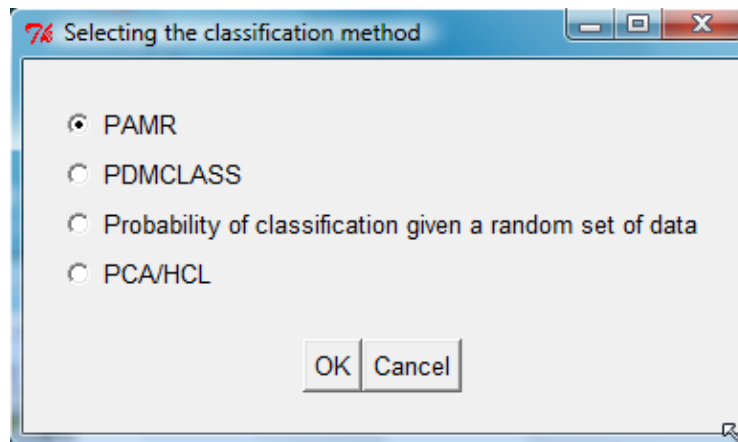 Selecting the classification method
PAMR
PDMCLASS
Probability of classification given a random set of data
PCA/HCL
OK Cancel